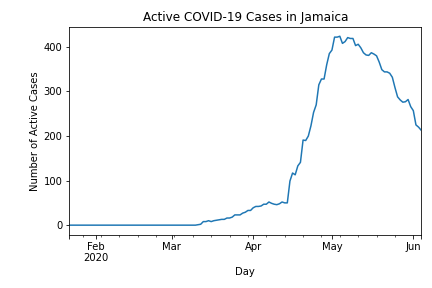 Active COVID-19 Cases in Jamaica
400
300
200
100
0
Number of Active Cases
Feb
2020
Mar
Apr
May
Jun
Day